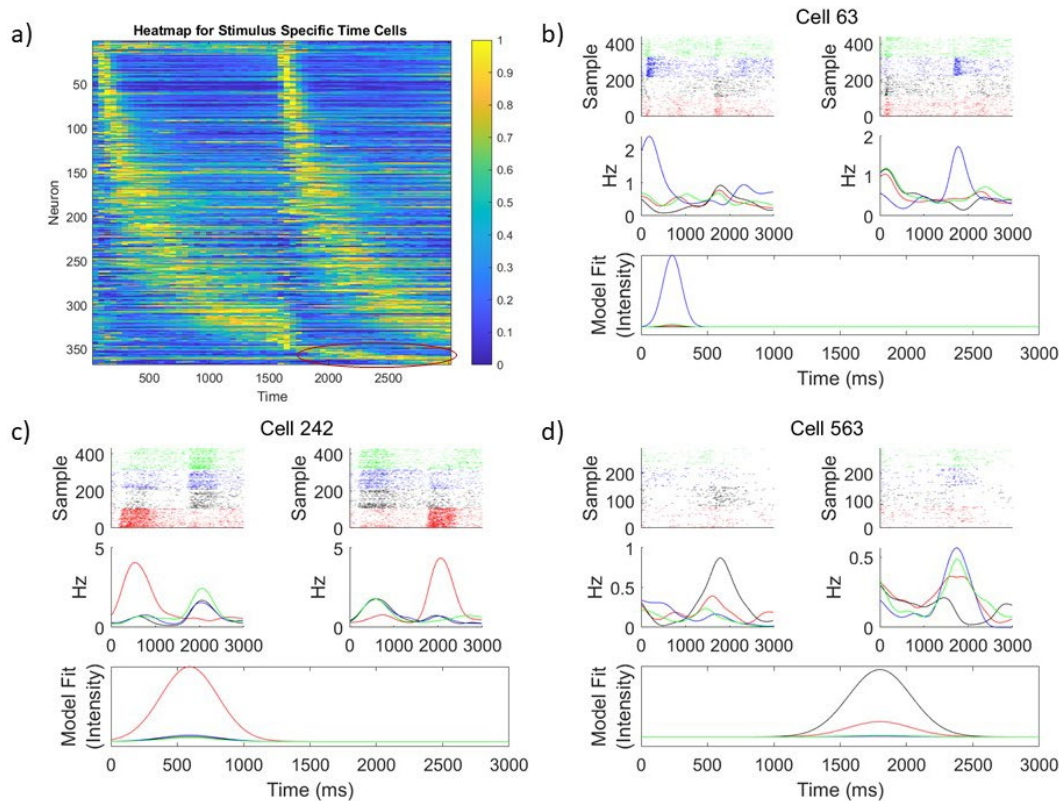 a)
Heatmap for Stimulus Specific Time Cells
Neuron
50
100
150
200
250
300
350
500
1000
1500
2000
2500
Time
1
0.9
0.8
0.7
0.6
0.5
0.4
0.3
0.2
0.1
0
b)
Cell 63
Sample
400
200
0
Sample
400
200
0
Hz
2
1
0
0 1000 2000 3000
Hz
2
1
0
0 1000 2000 3000
Model Fit
(Intensity)
0 500 1000 1500 2000 2500 3000
Time (ms)
c)
Cell 242
Sample
400
200
0
Sample
400
200
0
Hz
5
0
0 1000 2000 3000
Hz
5
0
0 1000 2000 3000
Model Fit
(Intensity)
0 500 1000 1500 2000 2500 3000
Time (ms)
d)
Cell 563
Sample
200
0
Sample
200
0
Hz
1
0.5
0
0 1000 2000 3000
Hz
0.5
0
0 1000 2000 3000
Model Fit
(Intensity)
0 500 1000 1500 2000 2500 3000
Time (ms)